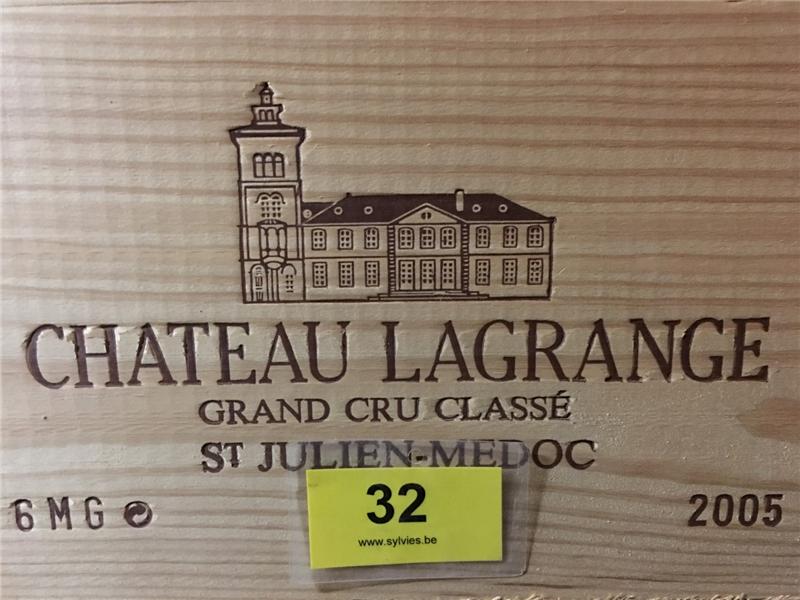 CHATEAU LAGRANGE
GRAND CRU CLASSÉ
ST JULIEN-MEDOC
6 MG 2005
32
www.sylvies.be